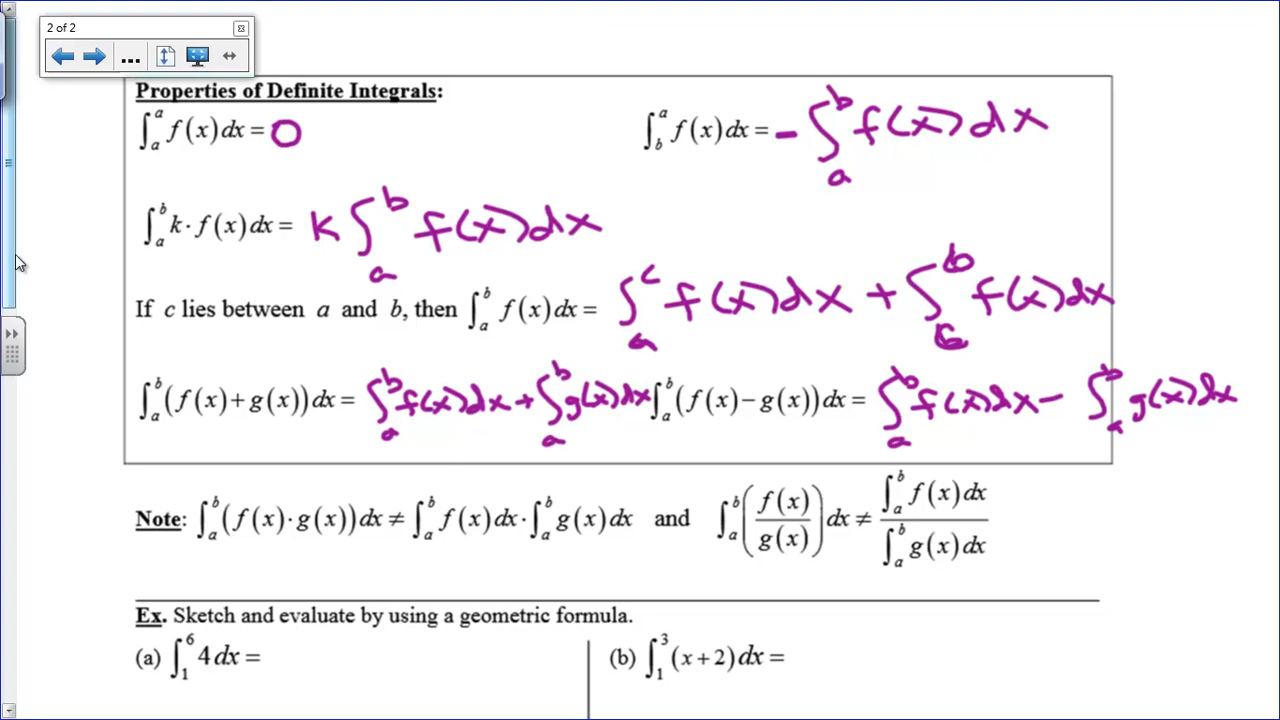 2 of 2
Properties of Definite Integrals:
∫_a^a f(x)dx = 0    ∫_b^a f(x)dx = - ∫_a^b f(x)dx
∫_a^b k·f(x)dx = k ∫_a^b f(x)dx
If c lies between a and b, then ∫_a^b f(x)dx = ∫_a^c f(x)dx + ∫_c^b f(x)dx
∫_a^b (f(x)+g(x))dx = ∫_a^b f(x)dx + ∫_a^b g(x)dx    ∫_a^b (f(x)−g(x))dx = ∫_a^b f(x)dx − ∫_a^b g(x)dx
Note: ∫_a^b (f(x)·g(x))dx ≠ ∫_a^b f(x)dx·∫_a^b g(x)dx and ∫_a^b (f(x)/g(x))dx ≠ ∫_a^b f(x)dx / ∫_a^b g(x)dx
Ex. Sketch and evaluate by using a geometric formula.
(a) ∫_1^6 4dx =    (b) ∫_1^3 (x+2)dx =